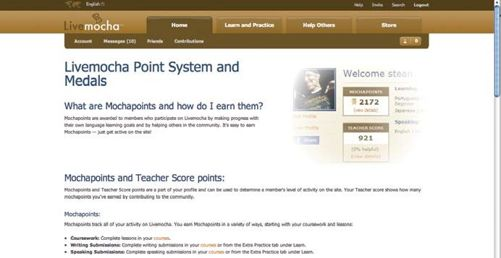 English
Help Invite Search Logout
Livemocha
Home Learn and Practice Help Others Store
Account Messages (10 new) Friends Contributions
Livemocha Point System and
Medals
Welcome stean
MOCHAPOINTS
2172
(view details)
TEACHER SCORE
921
(view details)
What are Mochapoints and how do I earn them?
Mochapoints are awarded to members who participate on Livemocha by making progress
with their own language learning goals and by helping others in the community. It's easy to earn
Mochapoints — just get active on the site!
Mochapoints and Teacher Score points:
Mochapoints and Teacher Score points are a part of your profile and can be used to determine a member's level of activity on the site. Your Teacher score shows how many
mochapoints you've earned by contributing to the community.
Mochapoints:
Mochapoints track all of your activity on Livemocha. You earn Mochapoints in a variety of ways, starting with your coursework and lessons:
• Coursework: Complete lessons in your courses.
• Writing Submissions: Complete writing submissions in your courses or from the Extra Practice tab under Learn.
• Speaking Submissions: Complete speaking submissions in your courses or from the Extra Practice tab under Learn.